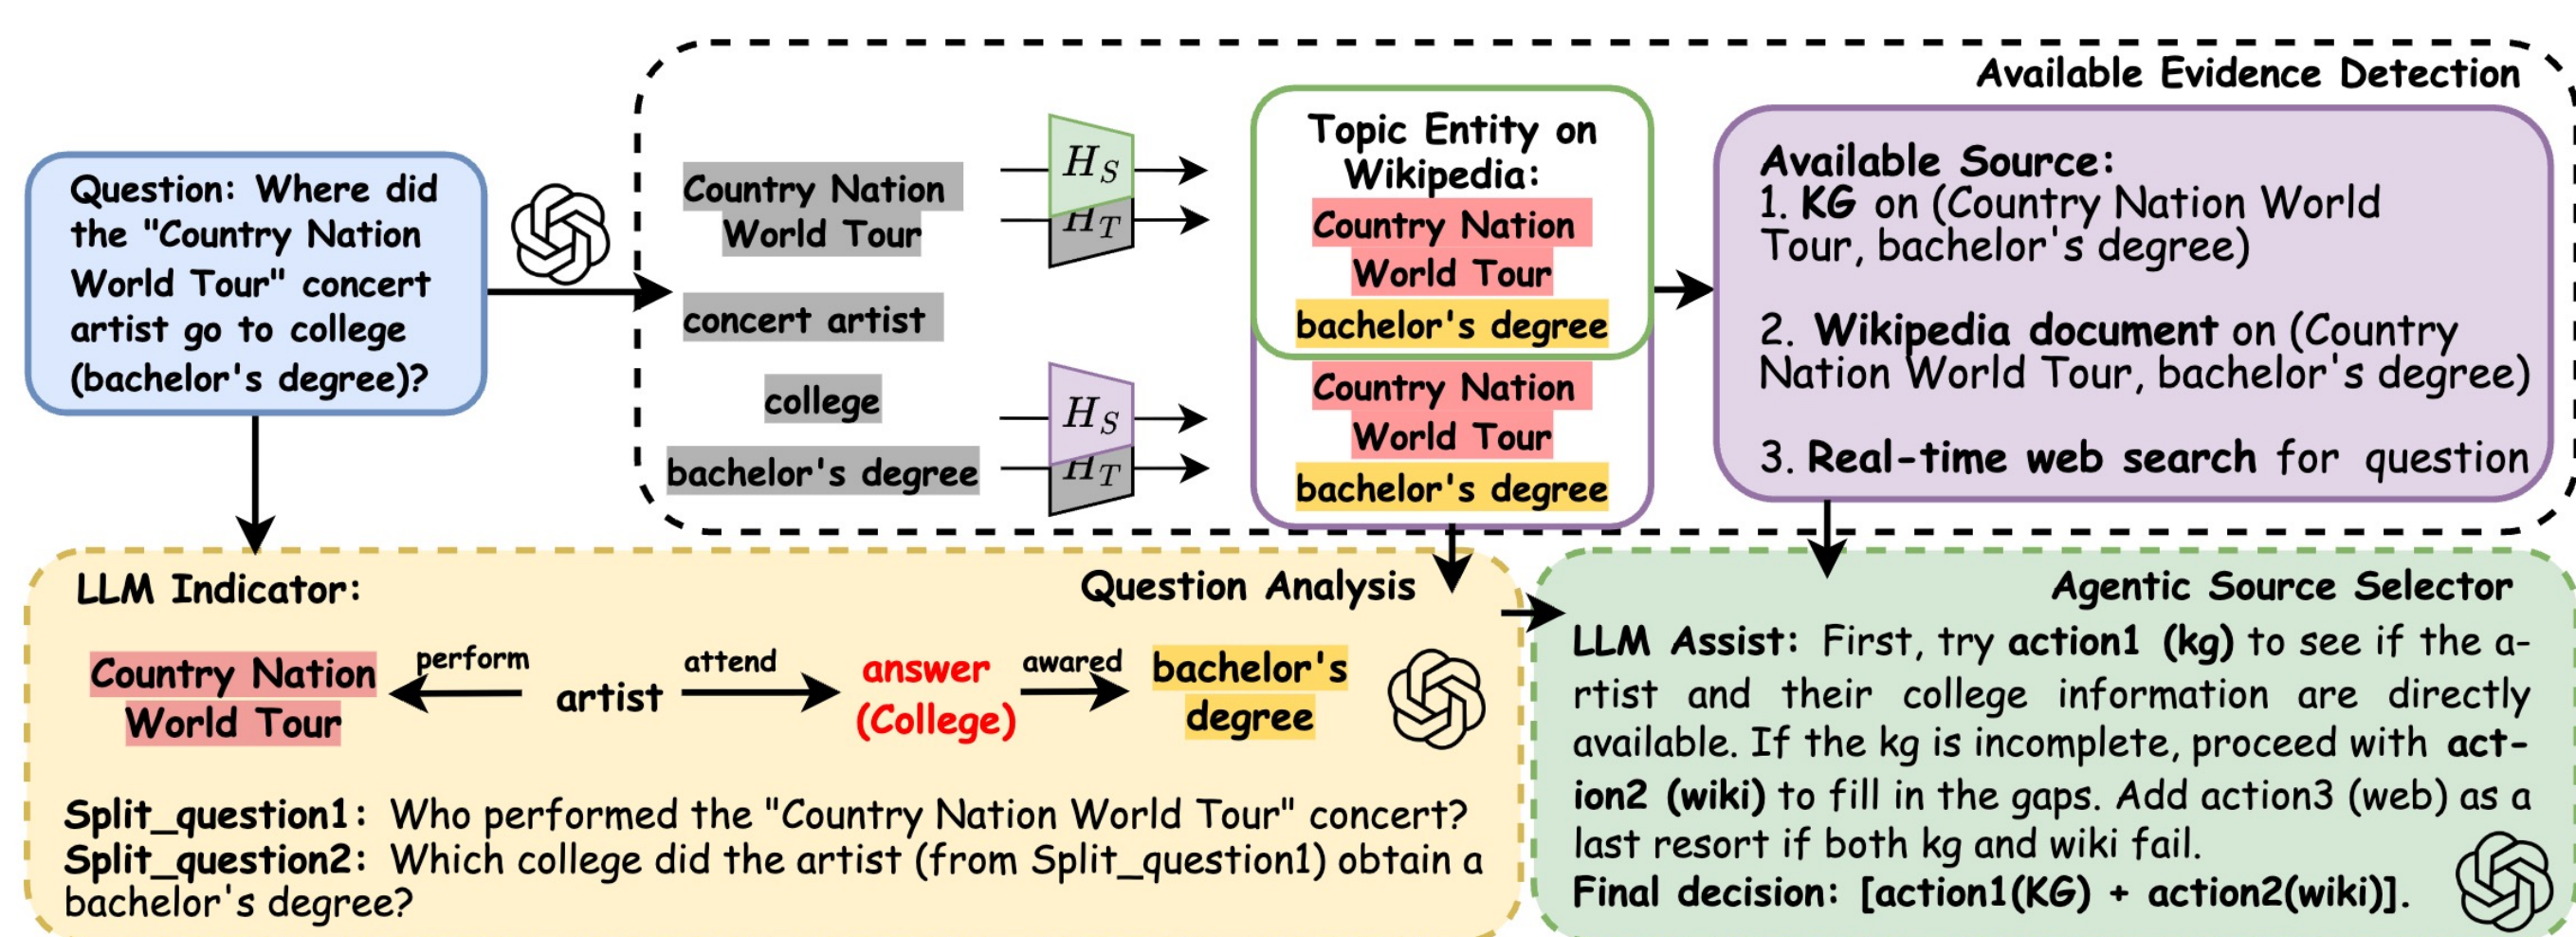 Available Evidence Detection
Question: Where did
the "Country Nation
World Tour" concert
artist go to college
(bachelor's degree)?
Country Nation
World Tour
concert artist
college
bachelor's degree
H_S
H_T
H_S
H_T
Topic Entity on
Wikipedia:
Country Nation
World Tour
bachelor's degree
Country Nation
World Tour
bachelor's degree
Available Source:
1. KG on (Country Nation World
Tour, bachelor's degree)
2. Wikipedia document on (Country
Nation World Tour, bachelor's degree)
3. Real-time web search for question
LLM Indicator:
Question Analysis
Country Nation
World Tour
perform
artist
attend
answer
(College)
awared
bachelor's
degree
Split_question1: Who performed the "Country Nation World Tour" concert?
Split_question2: Which college did the artist (from Split_question1) obtain a
bachelor's degree?
Agentic Source Selector
LLM Assist: First, try action1 (kg) to see if the a-
rtist and their college information are directly
available. If the kg is incomplete, proceed with act-
ion2 (wiki) to fill in the gaps. Add action3 (web) as a
last resort if both kg and wiki fail.
Final decision: [action1(KG) + action2(wiki)].